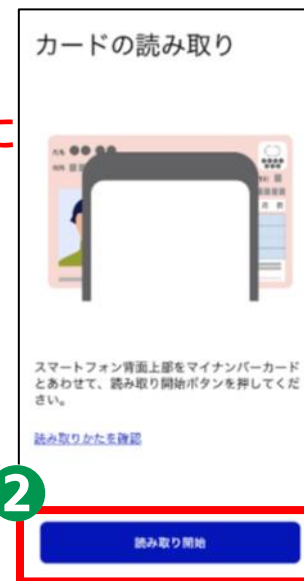 カードの読み取り
に
スマートフォン背面上部をマイナンバーカード
とあわせて、読み取り開始ボタンを押してくだ
さい。
読み取りかたを確認
2
読み取り開始